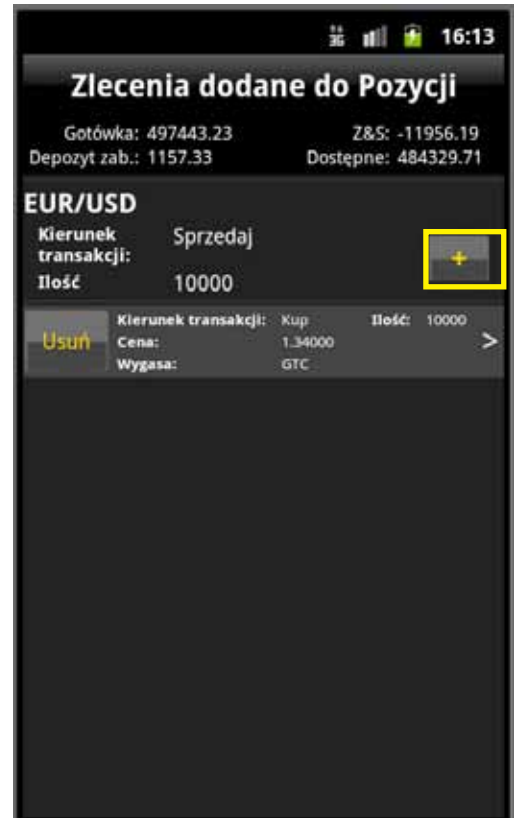 3G 16:13
Zlecenia dodane do Pozycji
Gotówka: 497443.23 Z&S: -11956.19
Depozyt zab.: 1157.33 Dostępne: 484329.71
EUR/USD
Kierunek transakcji: Sprzedaj
+
Ilość 10000
Usuń
Kierunek transakcji: Kup Ilość: 10000
Cena: 1.34000 >
Wygasa: GTC